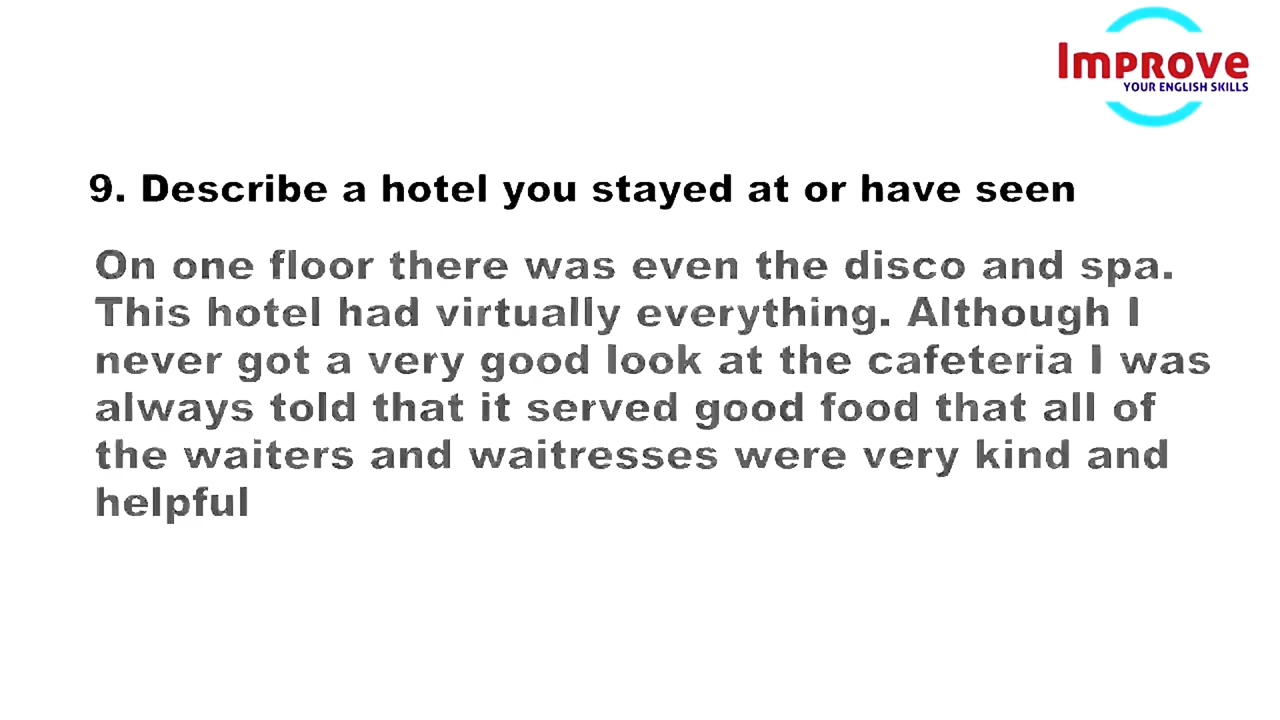 Improve
YOUR ENGLISH SKILLS
9. Describe a hotel you stayed at or have seen
On one floor there was even the disco and spa.
This hotel had virtually everything. Although I
never got a very good look at the cafeteria I was
always told that it served good food that all of
the waiters and waitresses were very kind and
helpful